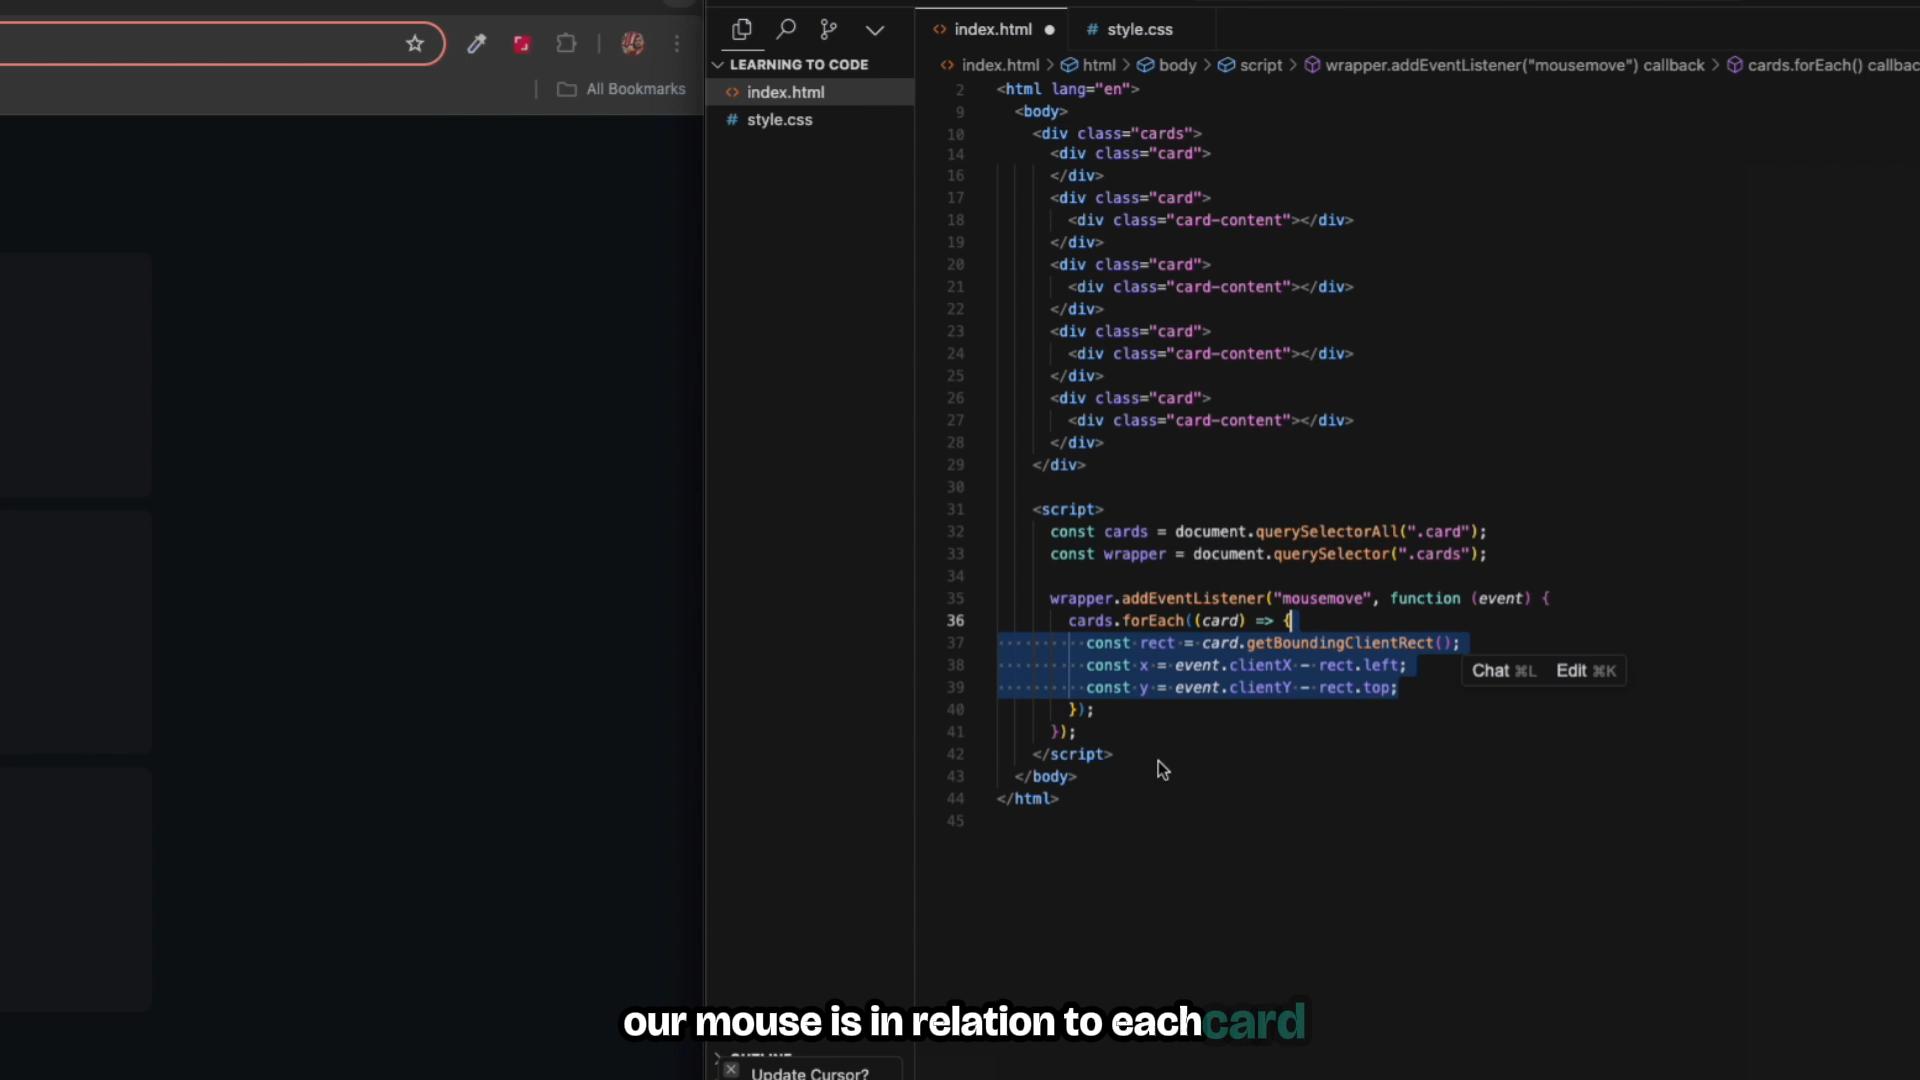 All Bookmarks
LEARNING TO CODE
index.html
style.css
index.html
style.css
index.html > html > body > script > wrapper.addEventListener("mousemove") callback > cards.forEach() callbac
2 <html lang="en">
9 <body>
10 <div class="cards">
14 <div class="card">
16 </div>
17 <div class="card">
18 <div class="card-content"></div>
19 </div>
20 <div class="card">
21 <div class="card-content"></div>
22 </div>
23 <div class="card">
24 <div class="card-content"></div>
25 </div>
26 <div class="card">
27 <div class="card-content"></div>
28 </div>
29 </div>
30
31 <script>
32 const cards = document.querySelectorAll(".card");
33 const wrapper = document.querySelector(".cards");
34
35 wrapper.addEventListener("mousemove", function (event) {
36 cards.forEach((card) => {
37 const rect = card.getBoundingClientRect();
38 const x = event.clientX - rect.left;
39 const y = event.clientY - rect.top;
40 });
41 });
42 </script>
43 </body>
44 </html>
45
Chat ⌘L Edit ⌘K
our mouse is in relation to each card
Update Cursor?